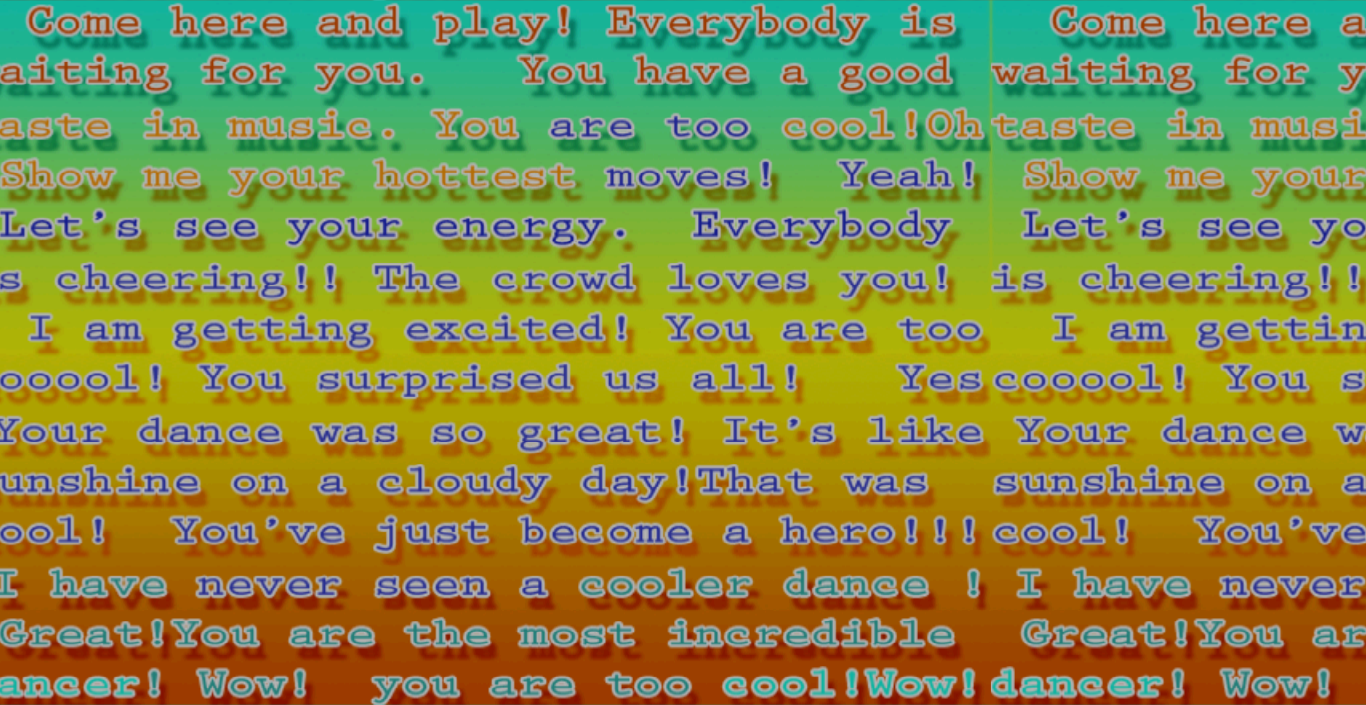 Come here and play! Everybody is Come here a
aiting for you. You have a good waiting for y
aste in music. You are too cool!Oh taste in musi
Show me your hottest moves! Yeah! Show me your
Let's see your energy. Everybody Let's see yo
s cheering!! The crowd loves you! is cheering!!
I am getting excited! You are too I am gettin
ooool! You surprised us all! Yes cooool! You s
Your dance was so great! It's like Your dance w
unshine on a cloudy day!That was sunshine on a
ool! You've just become a hero!!! cool! You've
I have never seen a cooler dance ! I have never
Great!You are the most incredible Great!You ar
ancer! Wow! you are too cool!Wow! dancer! Wow!